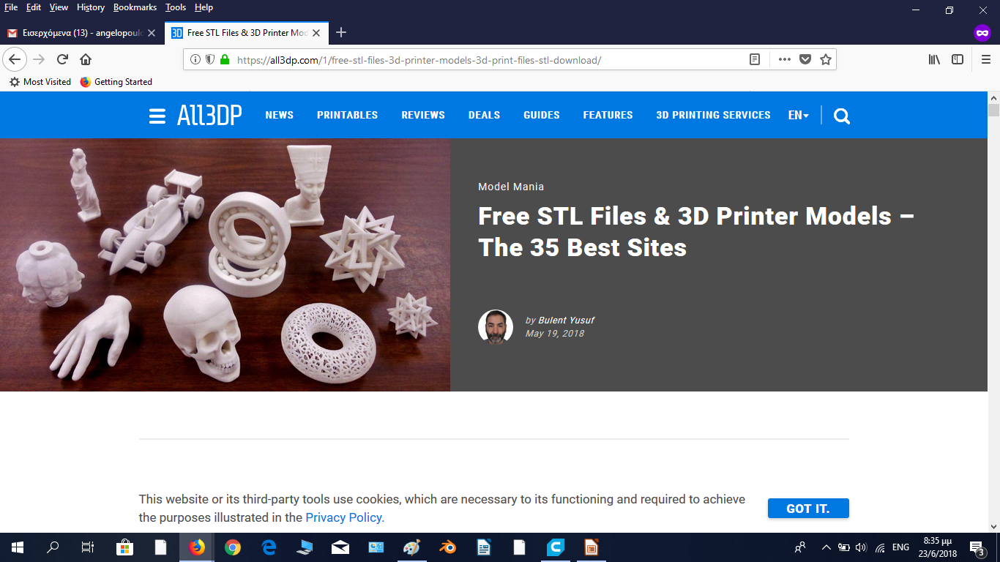 File Edit View History Bookmarks Tools Help
Εισερχόμενα (13) - angelopoulo
Free STL Files & 3D Printer Mod
https://all3dp.com/1/free-stl-files-3d-printer-models-3d-print-files-stl-download/
Most Visited Getting Started
All3DP NEWS PRINTABLES REVIEWS DEALS GUIDES FEATURES 3D PRINTING SERVICES EN
Model Mania
Free STL Files & 3D Printer Models –
The 35 Best Sites
by Bulent Yusuf
May 19, 2018
This website or its third-party tools use cookies, which are necessary to its functioning and required to achieve
the purposes illustrated in the Privacy Policy.
GOT IT.
ENG
8:35 μμ
23/6/2018
3